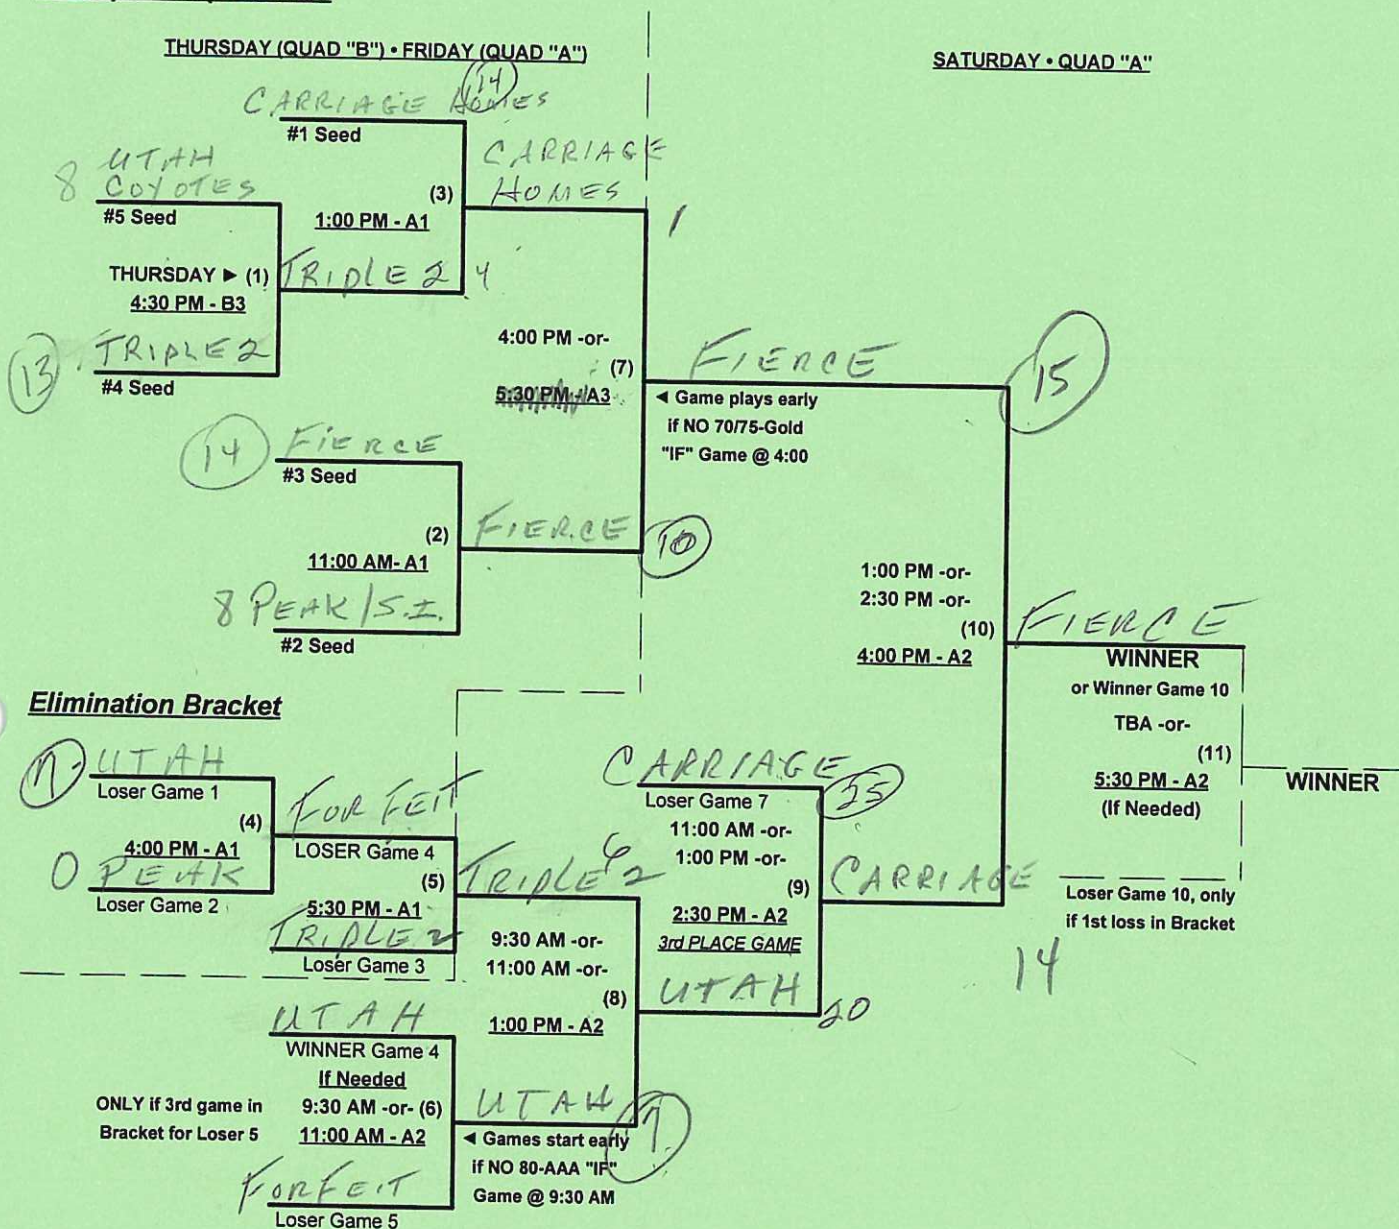 THURSDAY (QUAD "B") • FRIDAY (QUAD "A")
SATURDAY • QUAD "A"
CARRIAGE HOMES
14
#1 Seed
8 UTAH
COYOTES
#5 Seed
(3)
1:00 PM - A1
CARRIAGE
HOMES
1
THURSDAY ► (1)
4:30 PM - B3
TRIPLE 2 4
13 TRIPLE 2
#4 Seed
4:00 PM -or-
(7)
5:30 PM - A3
FIERCE
15
◄ Game plays early
if NO 70/75-Gold
"IF" Game @ 4:00
14 FIERCE
#3 Seed
(2)
11:00 AM- A1
FIERCE
10
8 PEAK / S.I.
#2 Seed
1:00 PM -or-
2:30 PM -or-
(10)
4:00 PM - A2
FIERCE
WINNER
or Winner Game 10
TBA -or-
(11)
5:30 PM - A2
(If Needed)
WINNER
Loser Game 10, only
if 1st loss in Bracket
Elimination Bracket
UTAH
Loser Game 1
(4)
4:00 PM - A1
0 PEAK
Loser Game 2
FORFEIT
LOSER Game 4
(5)
5:30 PM - A1
TRIPLE 2
Loser Game 3
TRIPLE 2
6
9:30 AM -or-
11:00 AM -or-
(8)
1:00 PM - A2
CARRIAGE
25
Loser Game 7
11:00 AM -or-
1:00 PM -or-
(9)
2:30 PM - A2
3rd PLACE GAME
CARRIAGE
14
UTAH
20
UTAH
WINNER Game 4
If Needed
ONLY if 3rd game in
Bracket for Loser 5
9:30 AM -or- (6)
11:00 AM - A2
UTAH
◄ Games start early
if NO 80-AAA "IF"
Game @ 9:30 AM
FORFEIT
Loser Game 5